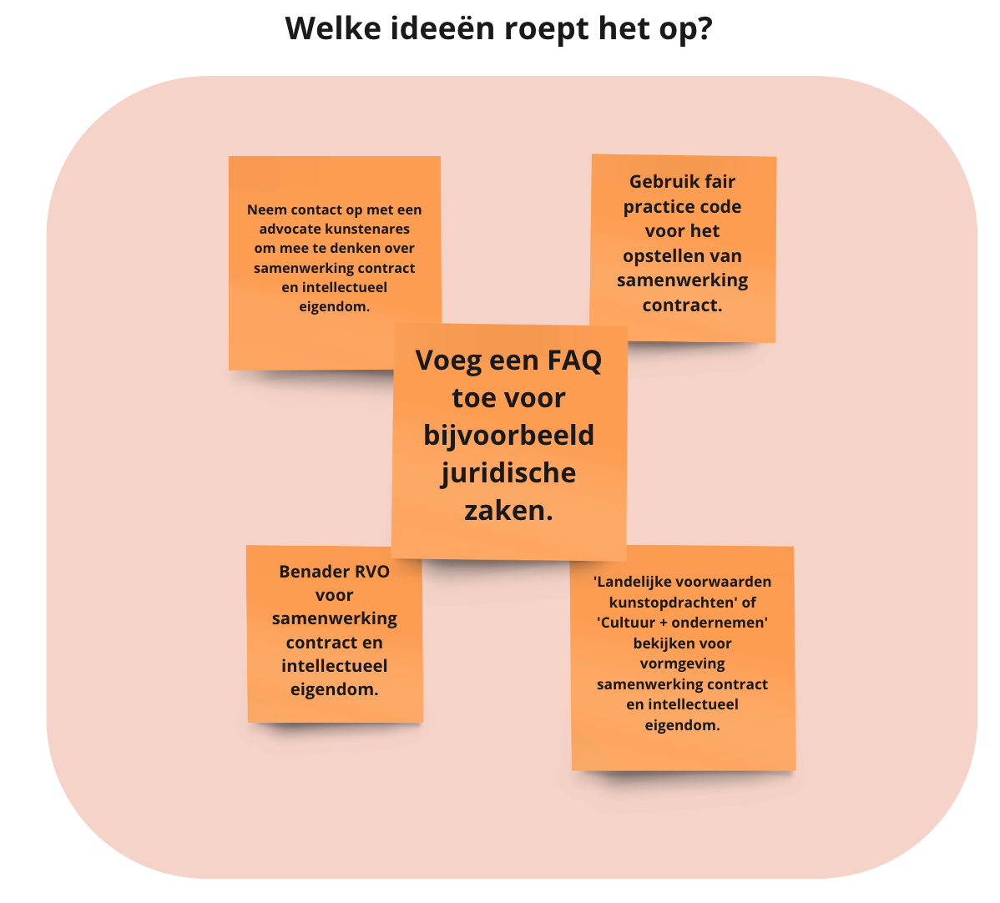 Welke ideeën roept het op?
Neem contact op met een
advocate kunstenares
om mee te denken over
samenwerking contract
en intellectueel
eigendom.
Gebruik fair
practice code
voor het
opstellen van
samenwerking
contract.
Voeg een FAQ
toe voor
bijvoorbeeld
juridische
zaken.
Benader RVO
voor
samenwerking
contract en
intellectueel
eigendom.
'Landelijke voorwaarden
kunstopdrachten' of
'Cultuur + ondernemen'
bekijken voor
vormgeving
samenwerking contract
en intellectueel
eigendom.